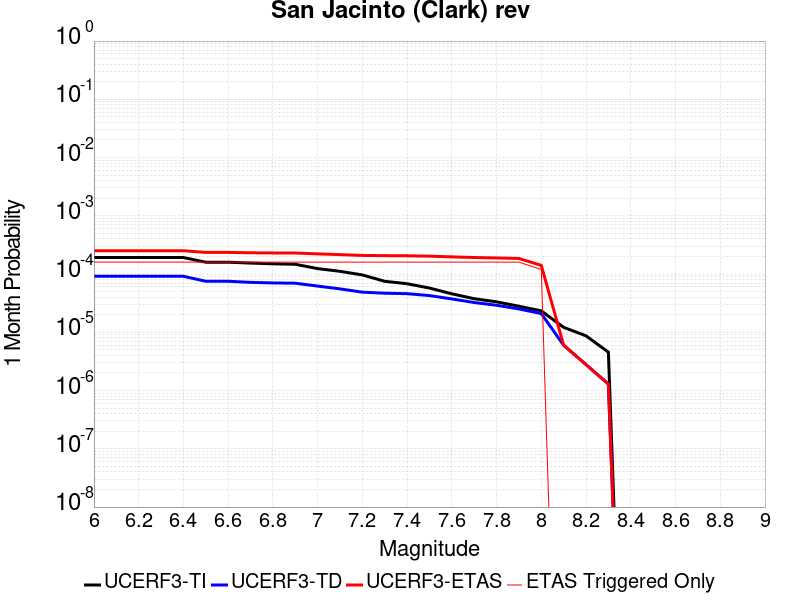 San Jacinto (Clark) rev
10^0
10^-1
10^-2
10^-3
10^-4
10^-5
10^-6
10^-7
10^-8
1 Month Probability
6 6.2 6.4 6.6 6.8 7 7.2 7.4 7.6 7.8 8 8.2 8.4 8.6 8.8 9
Magnitude
UCERF3-TI UCERF3-TD UCERF3-ETAS ETAS Triggered Only